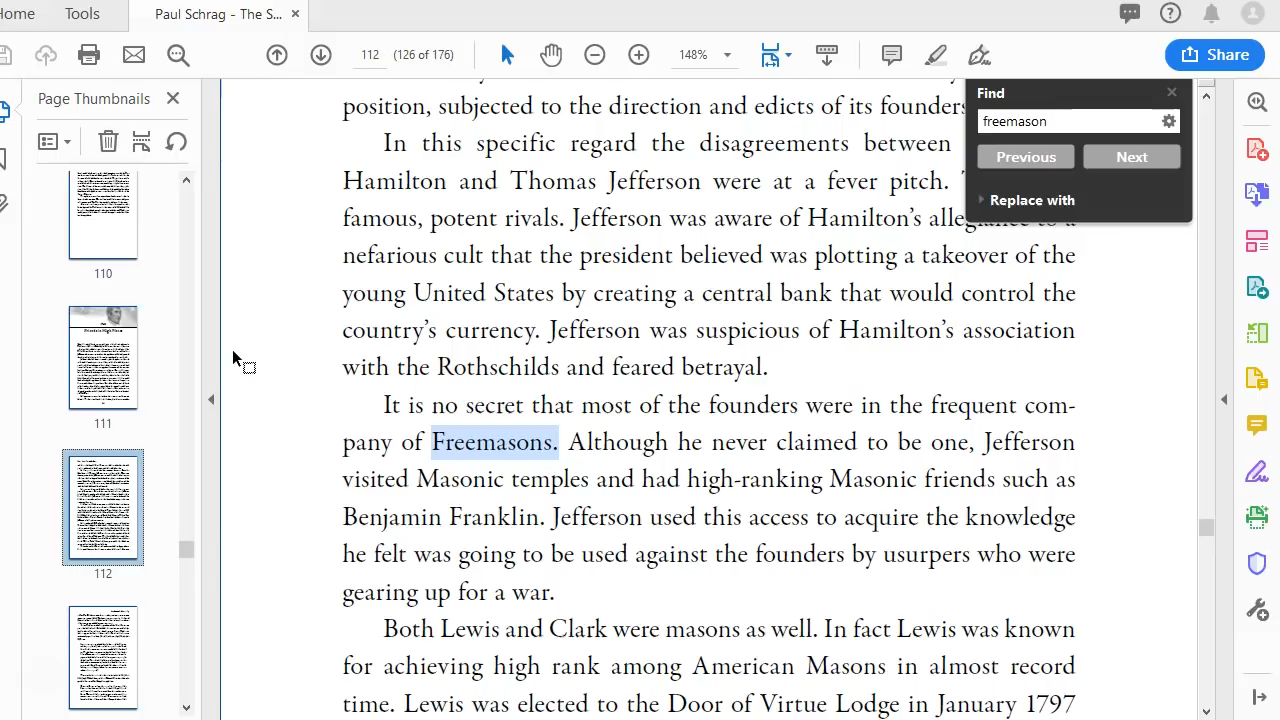 Home
Tools
Paul Schrag - The S...
112 (126 of 176)
148%
Share
Page Thumbnails
110
111
112
Find
freemason
Previous
Next
Replace with
position, subjected to the direction and edicts of its founders
In this specific regard the disagreements between
Hamilton and Thomas Jefferson were at a fever pitch.
famous, potent rivals. Jefferson was aware of Hamilton's allegiance to a
nefarious cult that the president believed was plotting a takeover of the
young United States by creating a central bank that would control the
country's currency. Jefferson was suspicious of Hamilton's association
with the Rothschilds and feared betrayal.
It is no secret that most of the founders were in the frequent com-
pany of Freemasons. Although he never claimed to be one, Jefferson
visited Masonic temples and had high-ranking Masonic friends such as
Benjamin Franklin. Jefferson used this access to acquire the knowledge
he felt was going to be used against the founders by usurpers who were
gearing up for a war.
Both Lewis and Clark were masons as well. In fact Lewis was known
for achieving high rank among American Masons in almost record
time. Lewis was elected to the Door of Virtue Lodge in January 1797